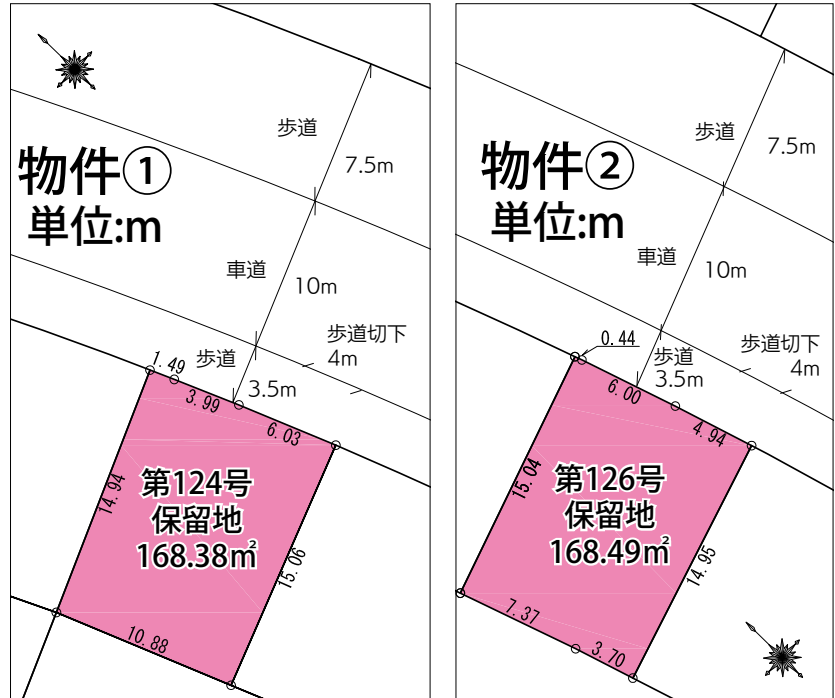 物件①
単位:m
歩道
7.5m
車道
10m
歩道
3.5m
歩道切下
4m
1.49
3.99
6.03
14.94
15.06
10.88
第124号
保留地
168.38㎡
物件②
単位:m
歩道
7.5m
車道
10m
歩道
3.5m
歩道切下
4m
0.44
6.00
4.94
15.04
14.95
7.37
3.70
第126号
保留地
168.49㎡